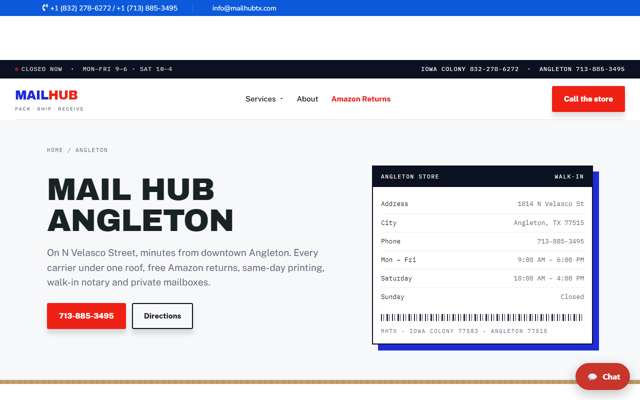 +1 (832) 278-6272 / +1 (713) 885-3495
info@mailhubtx.com
CLOSED NOW · MON–FRI 9–6 · SAT 10–4
IOWA COLONY 832-278-6272 · ANGLETON 713-885-3495
MAILHUB
PACK · SHIP · RECEIVE
Services
About
Amazon Returns
Call the store
HOME / ANGLETON
MAIL HUB
ANGLETON
On N Velasco Street, minutes from downtown Angleton. Every
carrier under one roof, free Amazon returns, same-day printing,
walk-in notary and private mailboxes.
713-885-3495
Directions
ANGLETON STORE
WALK-IN
Address
1814 N Velasco St
City
Angleton, TX 77515
Phone
713-885-3495
Mon – Fri
9:00 AM – 6:00 PM
Saturday
10:00 AM – 4:00 PM
Sunday
Closed
MHTX · IOWA COLONY 77583 · ANGLETON 77515
Chat